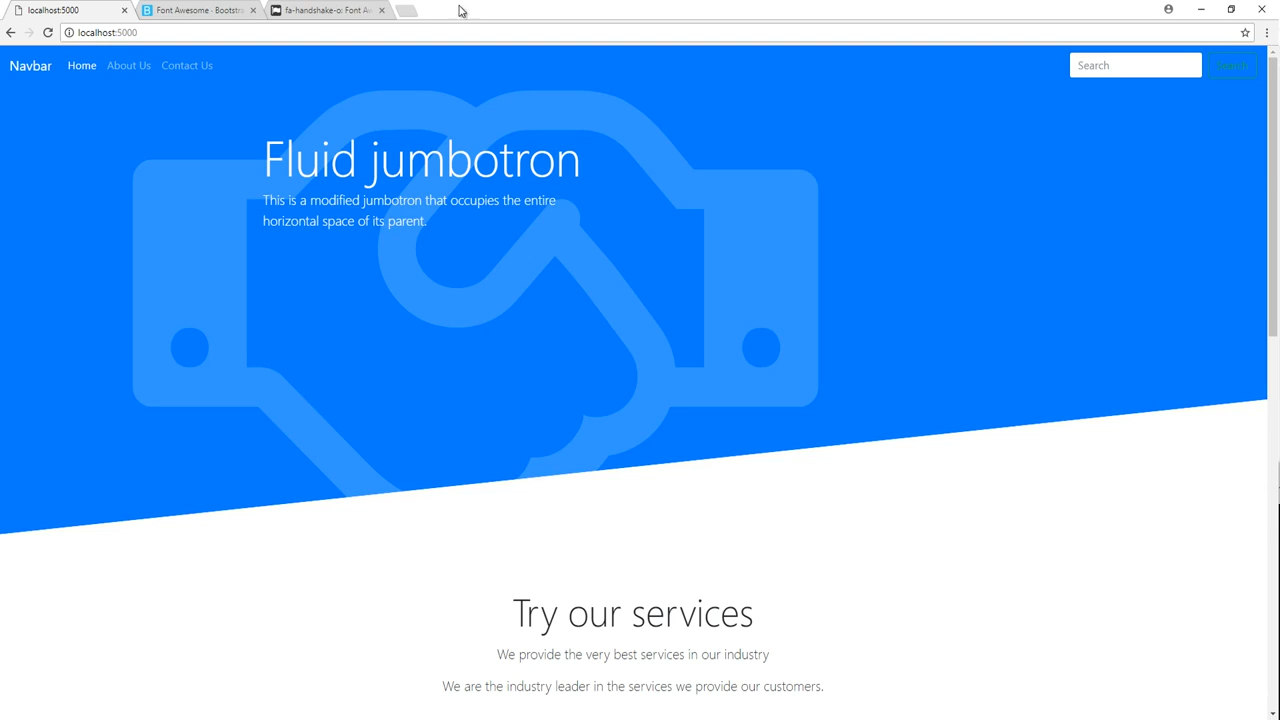 localhost:5000
Font Awesome - Bootstra
fa-handshake-o: Font A
localhost:5000
Navbar Home About Us Contact Us Search Search
Fluid jumbotron
This is a modified jumbotron that occupies the entire
horizontal space of its parent.
Try our services
We provide the very best services in our industry
We are the industry leader in the services we provide our customers.